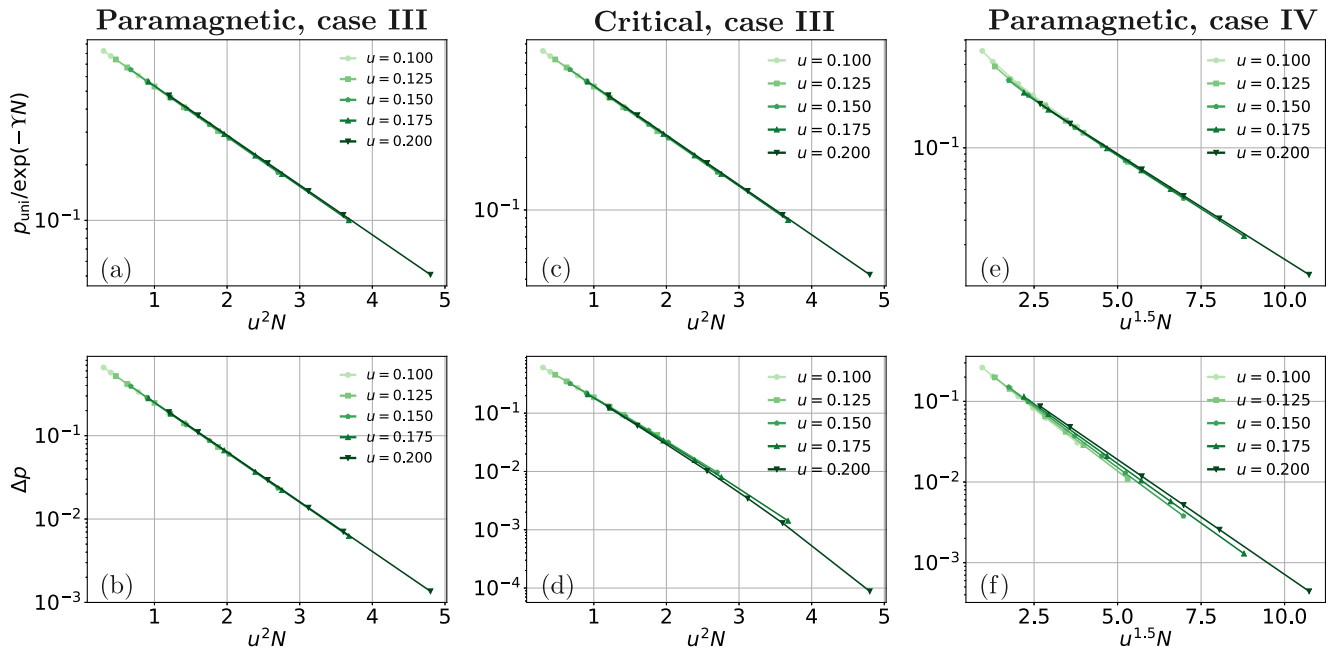 Paramagnetic, case III
Critical, case III
Paramagnetic, case IV
p_uni/exp(−ΥN)
10⁻¹
u = 0.100
u = 0.125
u = 0.150
u = 0.175
u = 0.200
(a)
1 2 3 4 5
u²N
10⁻¹
u = 0.100
u = 0.125
u = 0.150
u = 0.175
u = 0.200
(c)
1 2 3 4 5
u²N
10⁻¹
u = 0.100
u = 0.125
u = 0.150
u = 0.175
u = 0.200
(e)
2.5 5.0 7.5 10.0
u¹·⁵N
Δp
10⁻¹
10⁻²
10⁻³
u = 0.100
u = 0.125
u = 0.150
u = 0.175
u = 0.200
(b)
1 2 3 4 5
u²N
10⁻¹
10⁻²
10⁻³
10⁻⁴
u = 0.100
u = 0.125
u = 0.150
u = 0.175
u = 0.200
(d)
1 2 3 4 5
u²N
10⁻¹
10⁻²
10⁻³
u = 0.100
u = 0.125
u = 0.150
u = 0.175
u = 0.200
(f)
2.5 5.0 7.5 10.0
u¹·⁵N